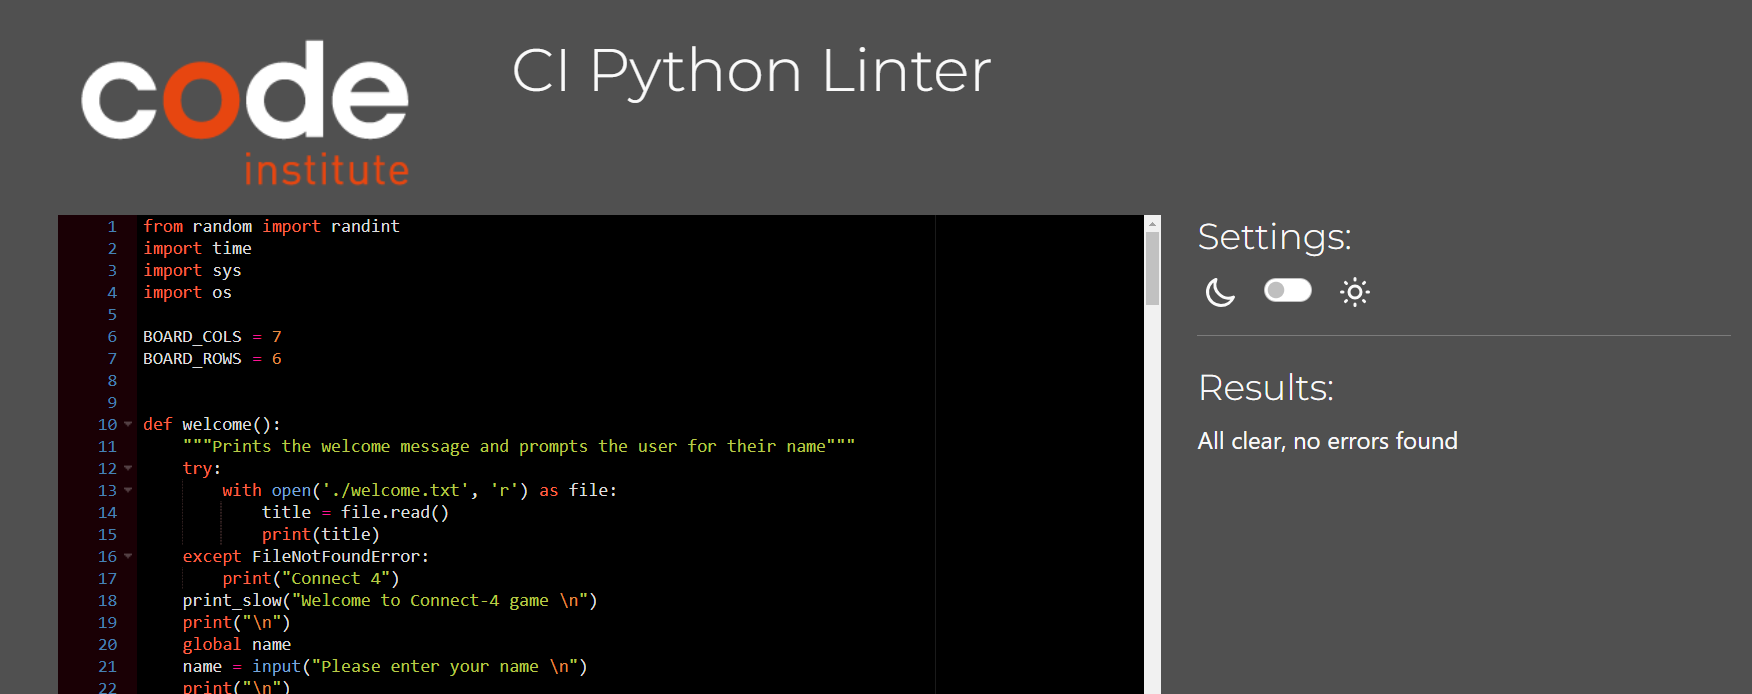 code
institute
CI Python Linter
1 from random import randint
2 import time
3 import sys
4 import os
5
6 BOARD_COLS = 7
7 BOARD_ROWS = 6
8
9
10 def welcome():
11     """Prints the welcome message and prompts the user for their name"""
12     try:
13         with open('./welcome.txt', 'r') as file:
14             title = file.read()
15             print(title)
16     except FileNotFoundError:
17         print("Connect 4")
18     print_slow("Welcome to Connect-4 game \n")
19     print("\n")
20     global name
21     name = input("Please enter your name \n")
22     print("\n")
Settings:
Results:
All clear, no errors found